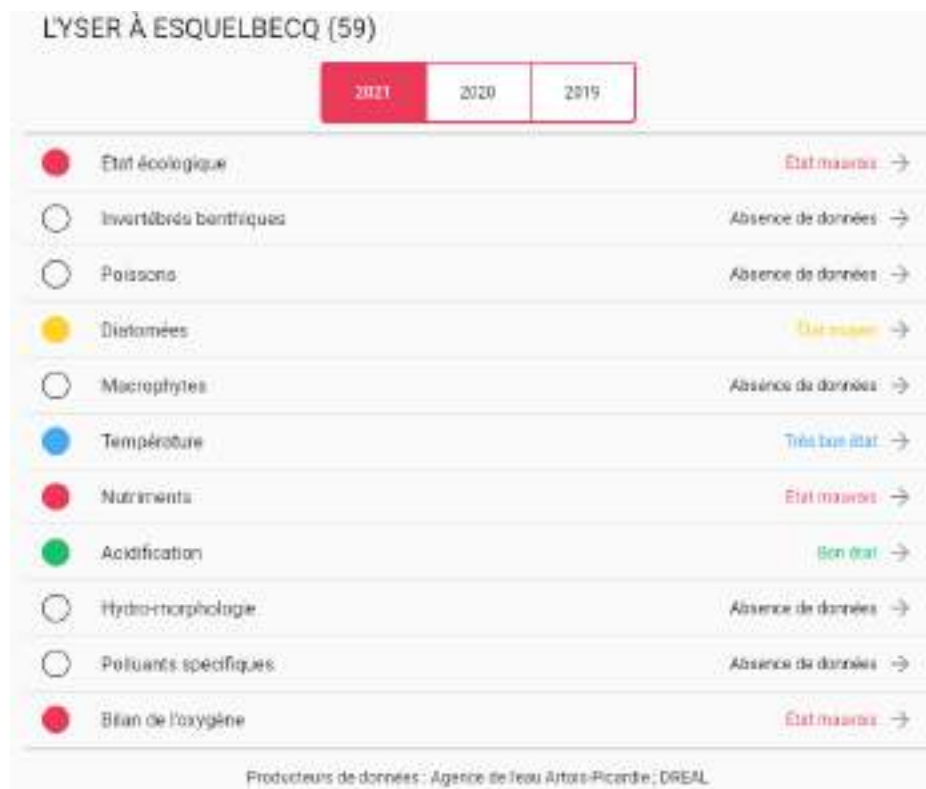 L'YSER À ESQUELBECQ (59)
2021 2020 2019
État écologique État mauvais →
Invertébrés benthiques Absence de données →
Poissons Absence de données →
Diatomées État moyen →
Macrophytes Absence de données →
Température Très bon état →
Nutriments État mauvais →
Acidification Bon état →
Hydro-morphologie Absence de données →
Polluants spécifiques Absence de données →
Bilan de l'oxygène État mauvais →
Producteurs de données : Agence de l'eau Artois-Picardie ; DREAL